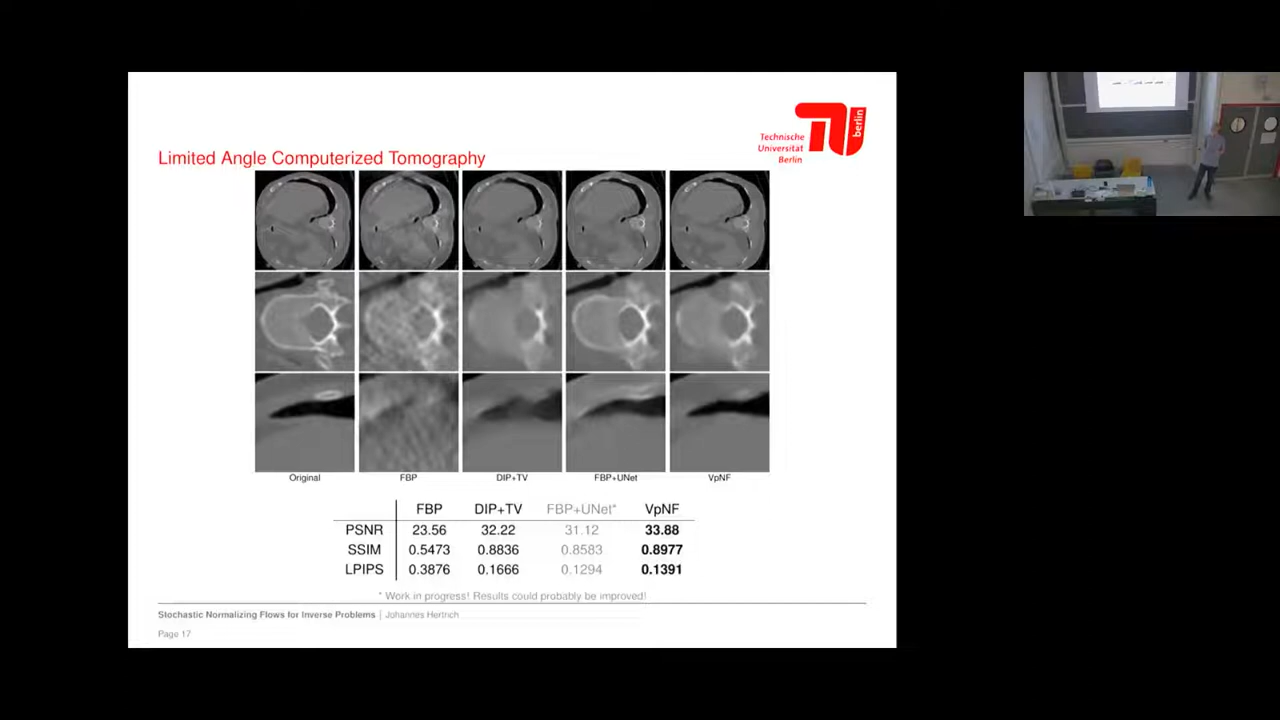 Technische
Universität
Berlin
berlin
Limited Angle Computerized Tomography
Original FBP DIP+TV FBP+UNet VpNF
FBP DIP+TV FBP+UNet* VpNF
PSNR 23.56 32.22 31.12 33.88
SSIM 0.5473 0.8836 0.8583 0.8977
LPIPS 0.3876 0.1666 0.1294 0.1391
* Work in progress! Results could probably be improved!
Stochastic Normalizing Flows for Inverse Problems | Johannes Hertrich
Page 17